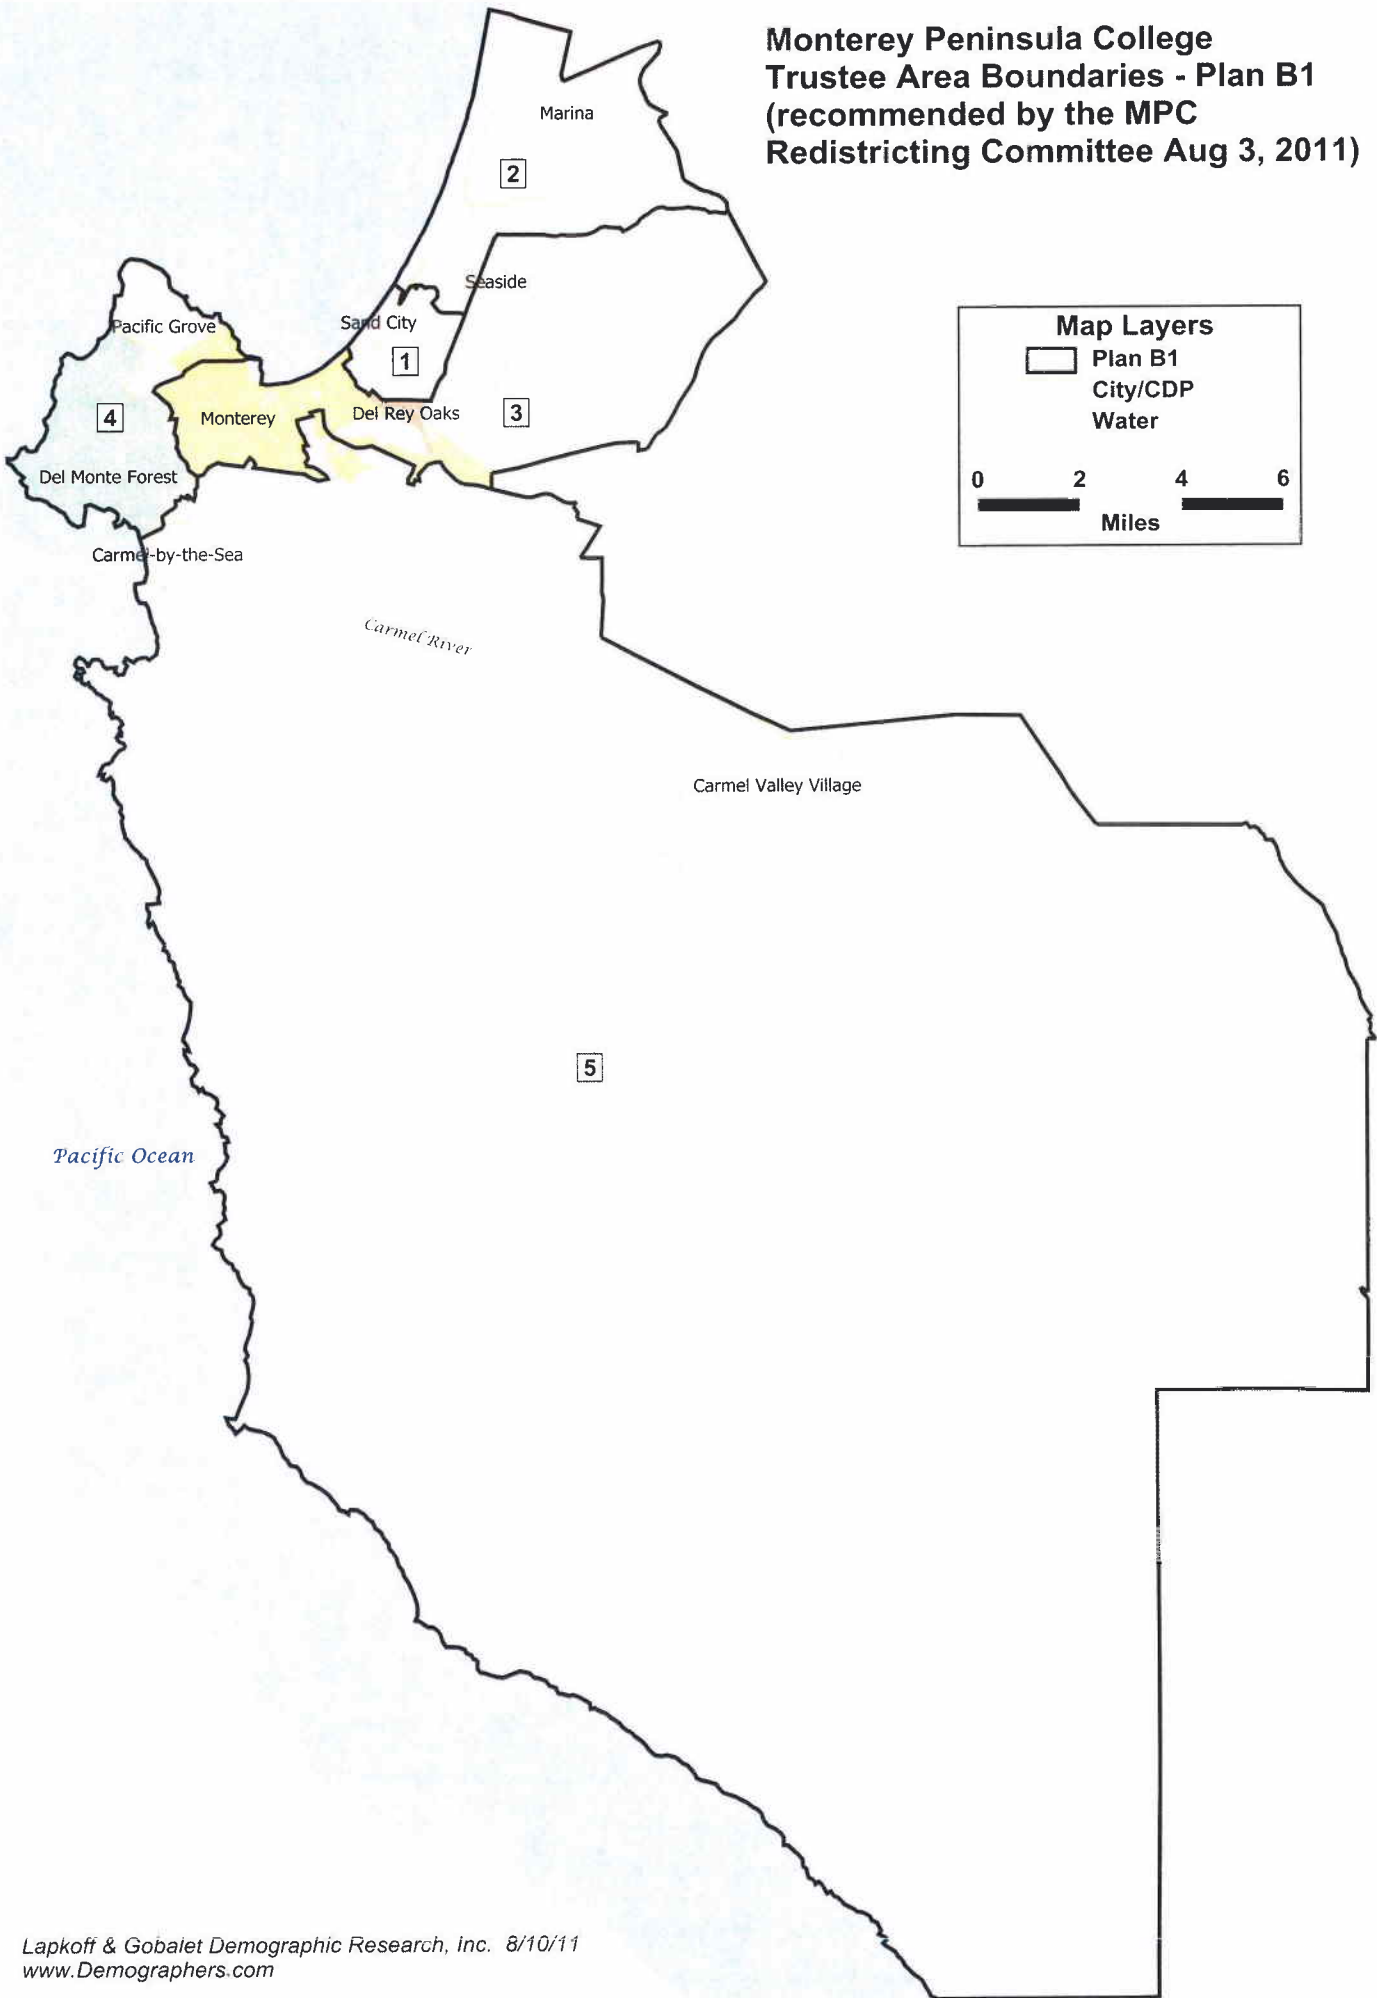 Monterey Peninsula College
Trustee Area Boundaries - Plan B1
(recommended by the MPC
Redistricting Committee Aug 3, 2011)
Marina
2
Seaside
Pacific Grove
Sand City
1
Map Layers
Plan B1
City/CDP
Water
0 2 4 6
Miles
4
Monterey
Del Rey Oaks
3
Del Monte Forest
Carmel-by-the-Sea
Carmel River
Carmel Valley Village
5
Pacific Ocean
Lapkoff & Gobalet Demographic Research, Inc. 8/10/11
www.Demographers.com